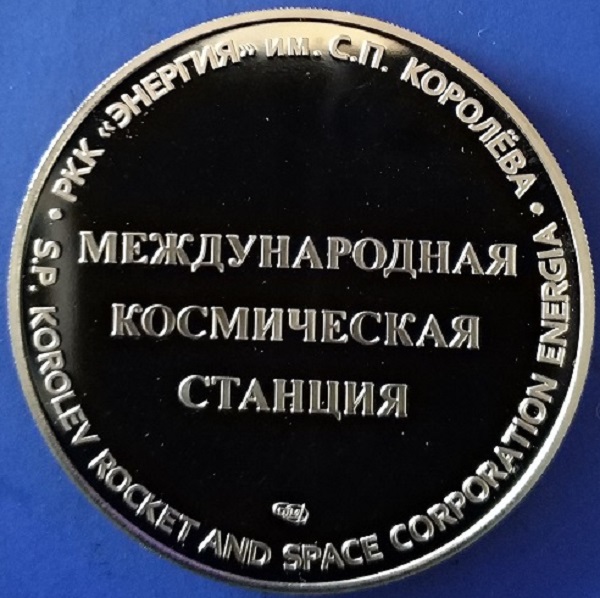 РКК «ЭНЕРГИЯ» им. С.П. КОРОЛЁВА
МЕЖДУНАРОДНАЯ
КОСМИЧЕСКАЯ
СТАНЦИЯ
S.P. KOROLEV ROCKET AND SPACE CORPORATION ENERGIA